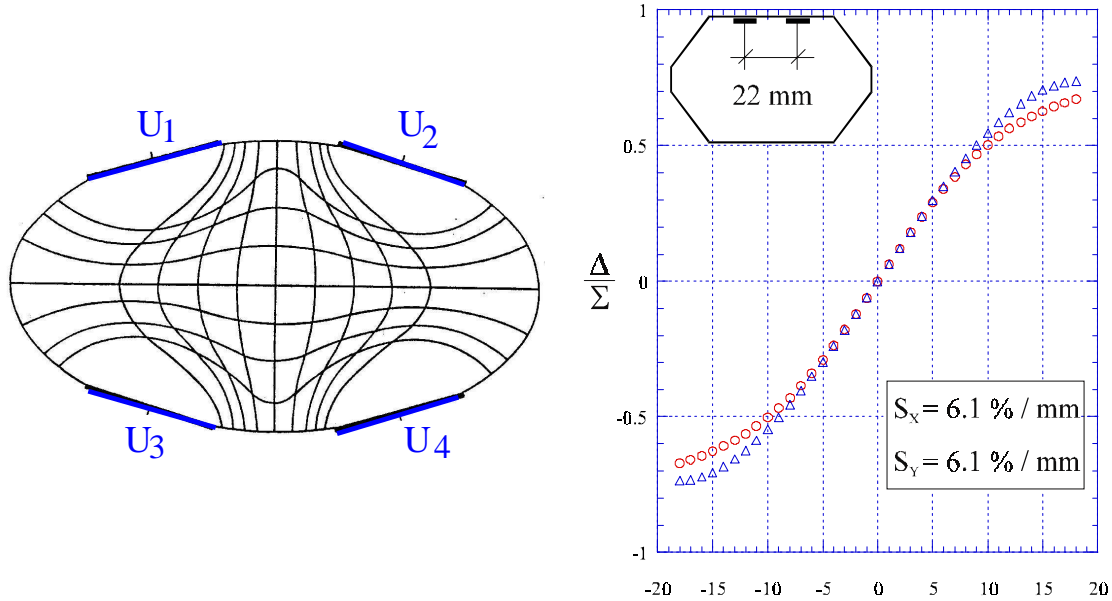 U1
U2
U3
U4
Δ
Σ
1
0.5
0
-0.5
-1
22 mm
SX = 6.1 % / mm
SY = 6.1 % / mm
-20 -15 -10 -5 0 5 10 15 20